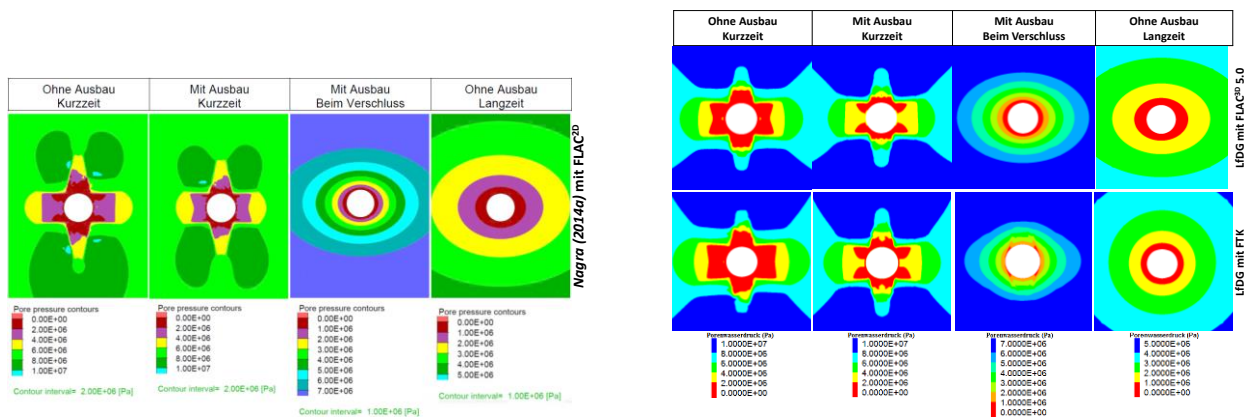 Ohne Ausbau
Kurzzeit
Mit Ausbau
Kurzzeit
Mit Ausbau
Beim Verschluss
Ohne Ausbau
Langzeit
Nagra (2014a) mit FLAC2D
Pore pressure contours
0.00E+00
2.00E+06
4.00E+06
6.00E+06
8.00E+06
1.00E+07
Contour interval= 2.00E+06 [Pa]
Pore pressure contours
0.00E+00
2.00E+06
4.00E+06
6.00E+06
8.00E+06
1.00E+07
Contour interval= 2.00E+06 [Pa]
Pore pressure contours
0.00E+00
1.00E+06
2.00E+06
3.00E+06
4.00E+06
5.00E+06
6.00E+06
7.00E+06
Contour interval= 1.00E+06 [Pa]
Pore pressure contours
0.00E+00
1.00E+06
2.00E+06
3.00E+06
4.00E+06
5.00E+06
Contour interval= 1.00E+06 [Pa]
Ohne Ausbau
Kurzzeit
Mit Ausbau
Kurzzeit
Mit Ausbau
Beim Verschluss
Ohne Ausbau
Langzeit
LfDG mit FLAC3D 5.0
LfDG mit FTK
Porenwasserdruck (Pa)
1.0000E+07
8.0000E+06
6.0000E+06
4.0000E+06
2.0000E+06
0.0000E+00
Porenwasserdruck (Pa)
1.0000E+07
8.0000E+06
6.0000E+06
4.0000E+06
2.0000E+06
0.0000E+00
Porenwasserdruck (Pa)
7.0000E+06
6.0000E+06
5.0000E+06
4.0000E+06
3.0000E+06
2.0000E+06
1.0000E+06
0.0000E+00
Porenwasserdruck (Pa)
5.0000E+06
4.0000E+06
3.0000E+06
2.0000E+06
1.0000E+06
0.0000E+00